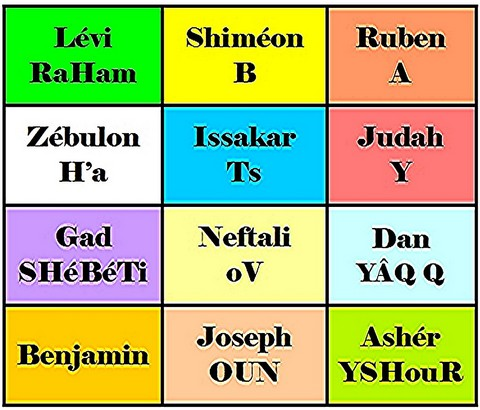 Lévi
RaHam
Shiméon
B
Ruben
A
Zébulon
H'a
Issakar
Ts
Judah
Y
Gad
SHéBéTi
Neftali
oV
Dan
YÂQ Q
Benjamin
Joseph
OUN
Ashér
YSHouR